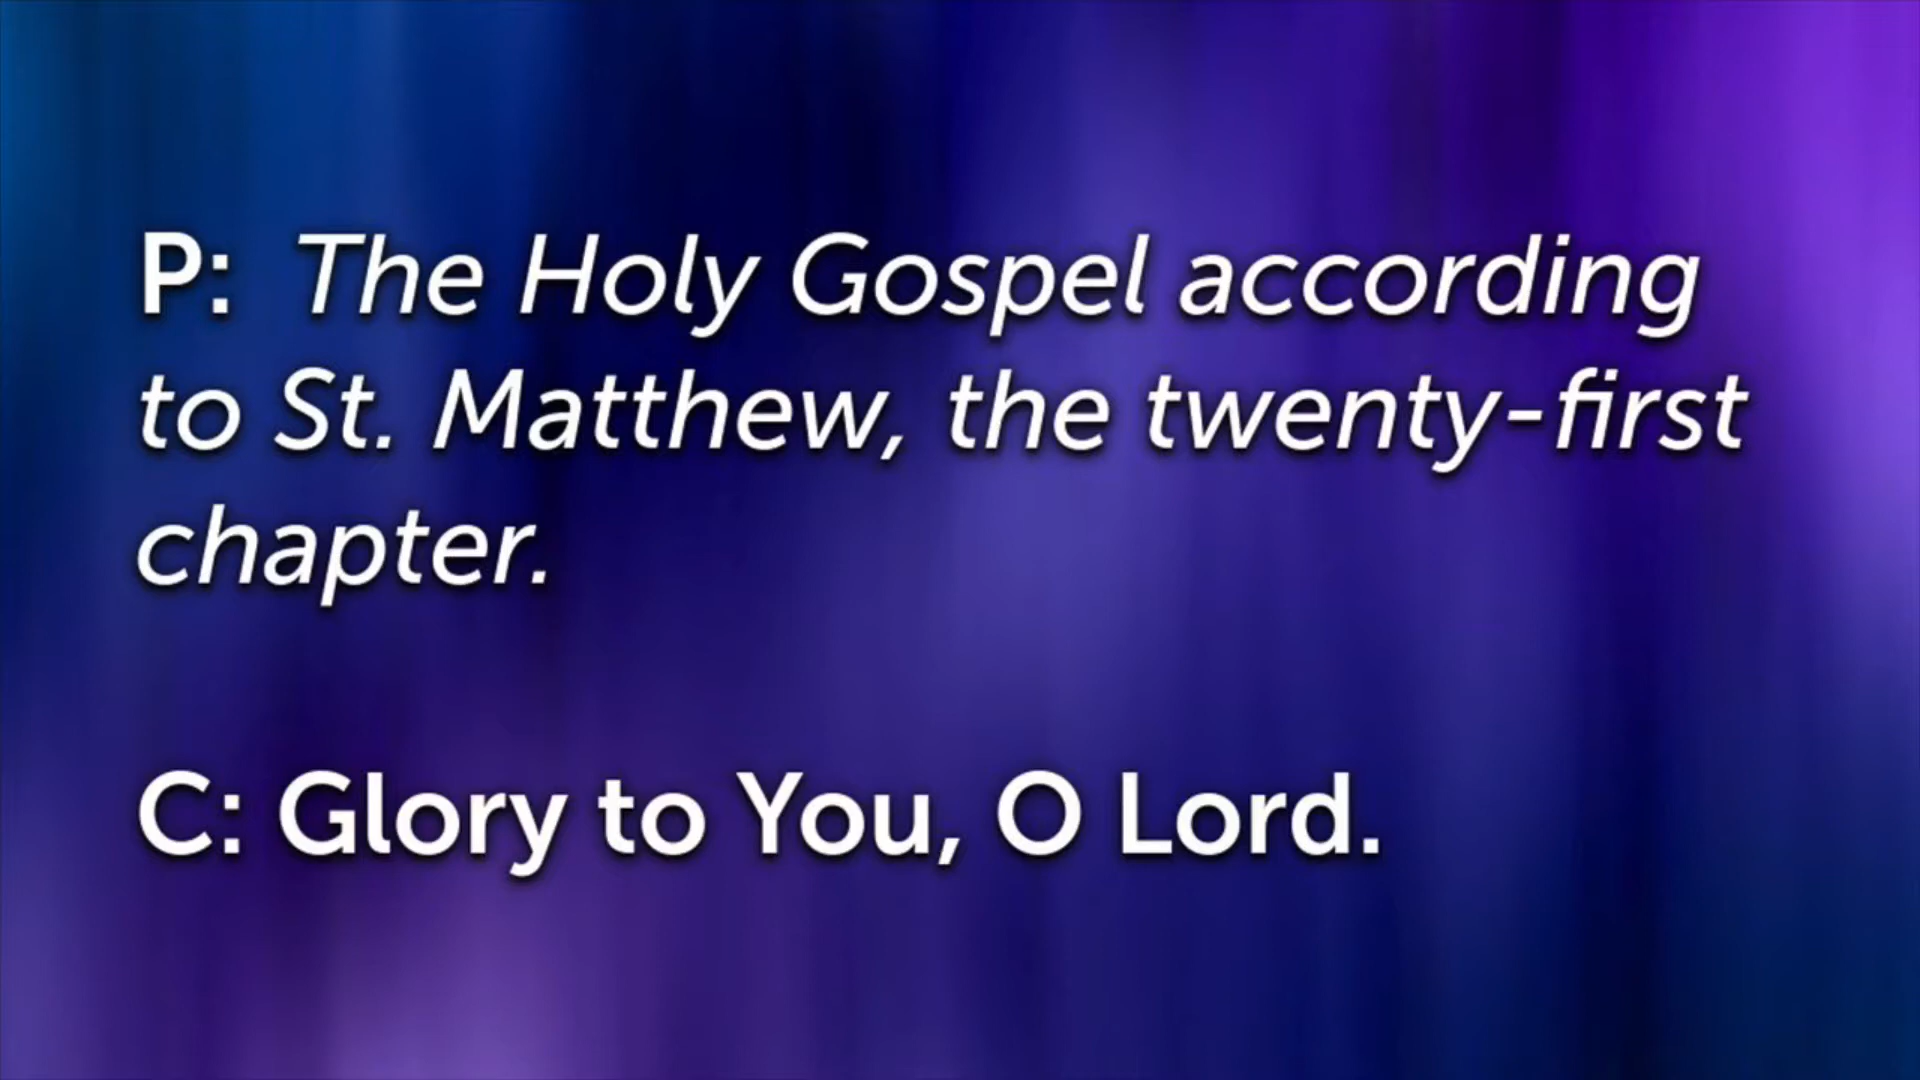 P: The Holy Gospel according
to St. Matthew, the twenty-first
chapter.
C: Glory to You, O Lord.